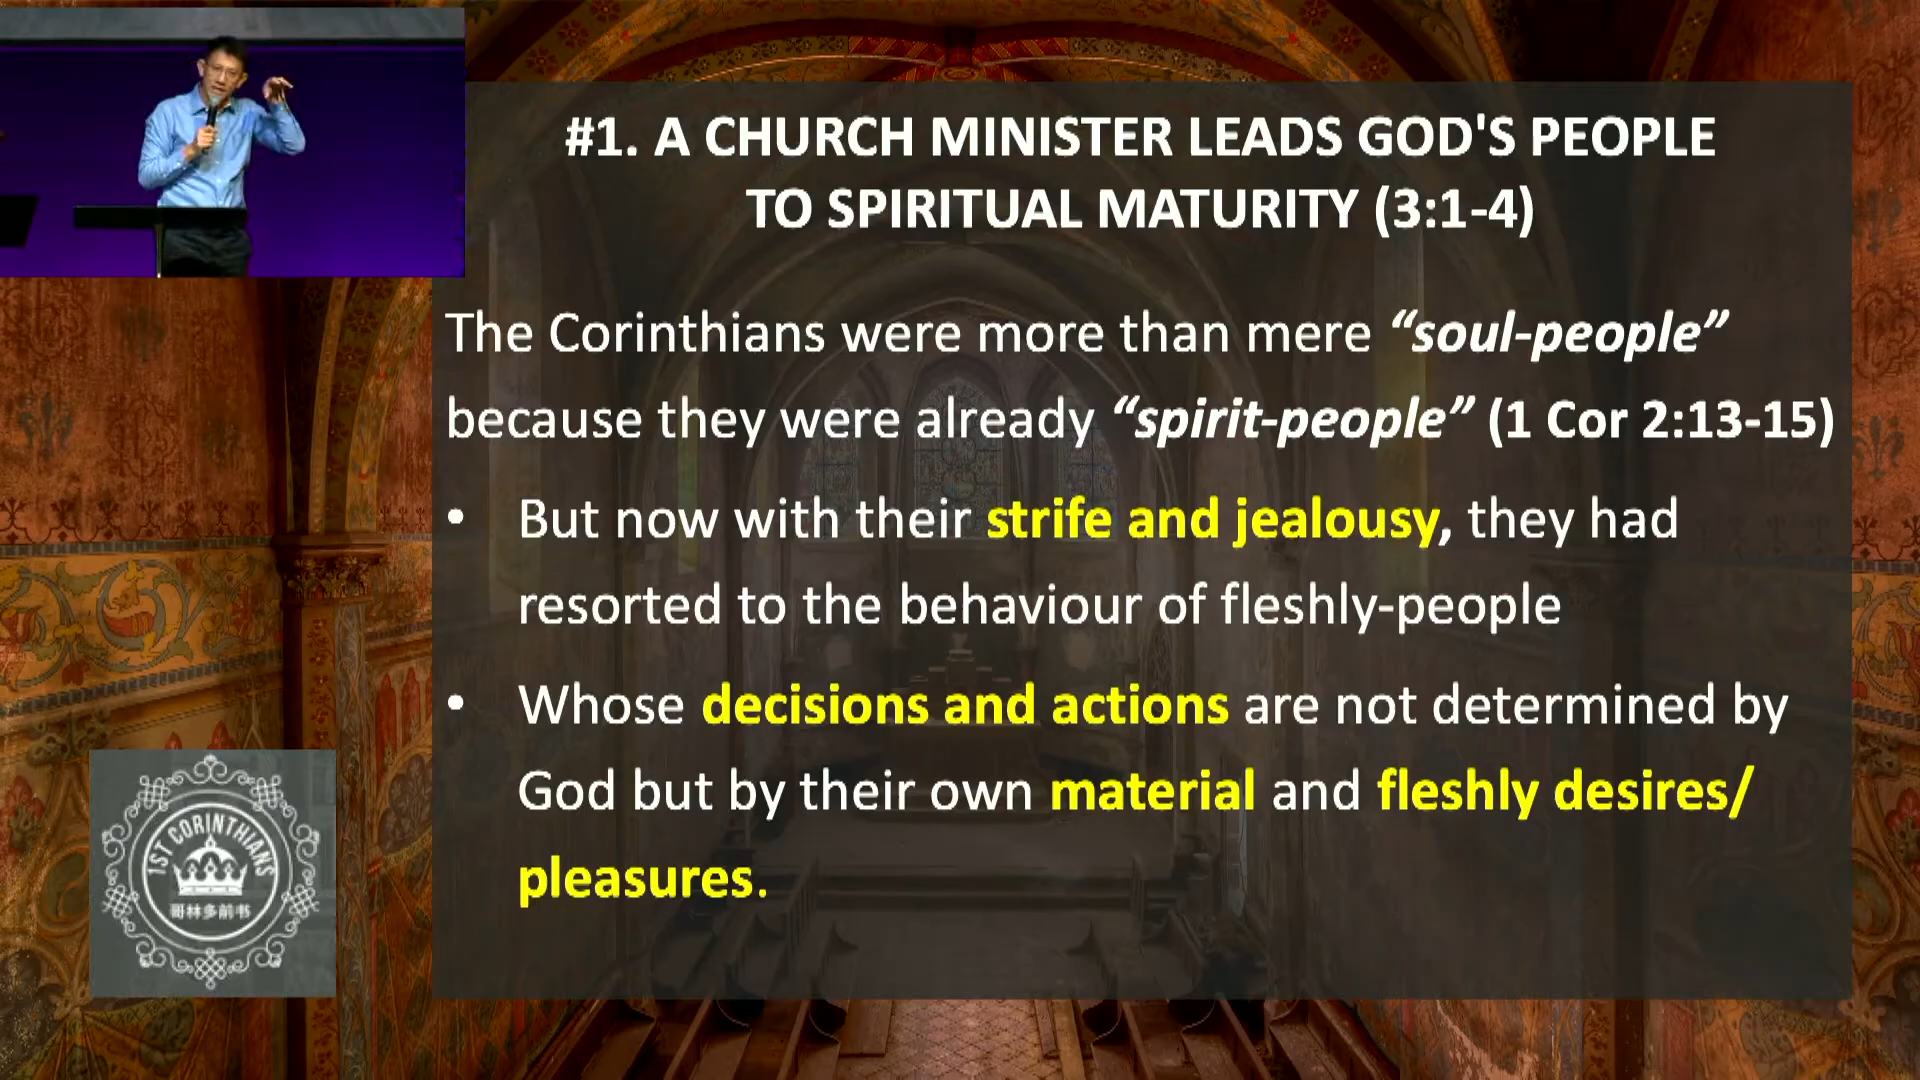 #1. A CHURCH MINISTER LEADS GOD'S PEOPLE
TO SPIRITUAL MATURITY (3:1-4)
The Corinthians were more than mere “soul-people”
because they were already “spirit-people” (1 Cor 2:13-15)
• But now with their strife and jealousy, they had
resorted to the behaviour of fleshly-people
• Whose decisions and actions are not determined by
God but by their own material and fleshly desires/
pleasures.
1ST CORINTHIANS
哥林多前书